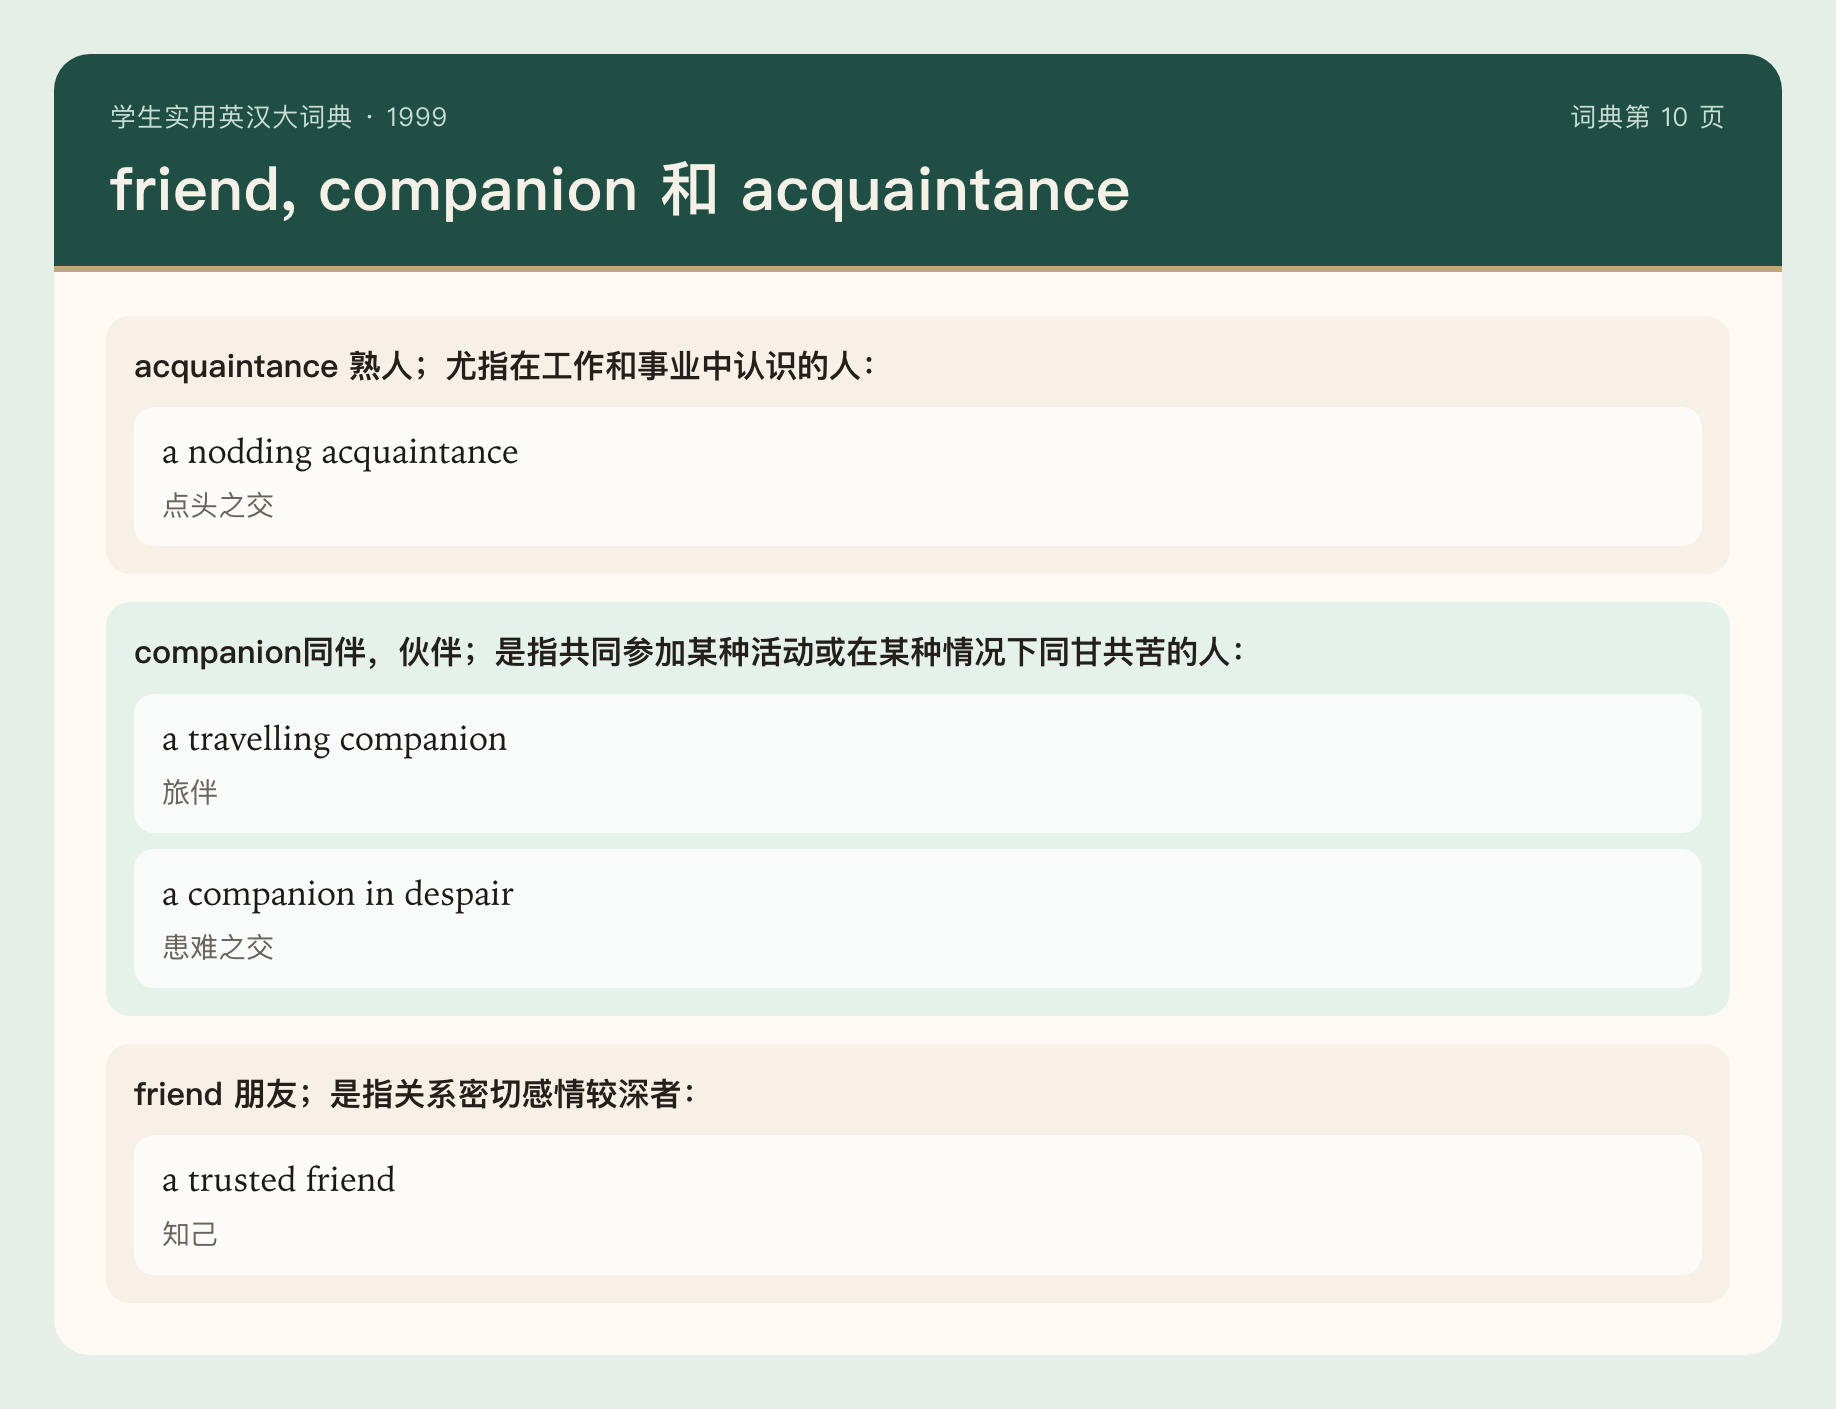 学生实用英汉大词典 · 1999
词典第 10 页
friend, companion 和 acquaintance
acquaintance 熟人；尤指在工作和事业中认识的人：
a nodding acquaintance
点头之交
companion同伴，伙伴；是指共同参加某种活动或在某种情况下同甘共苦的人：
a travelling companion
旅伴
a companion in despair
患难之交
friend 朋友；是指关系密切感情较深者：
a trusted friend
知己